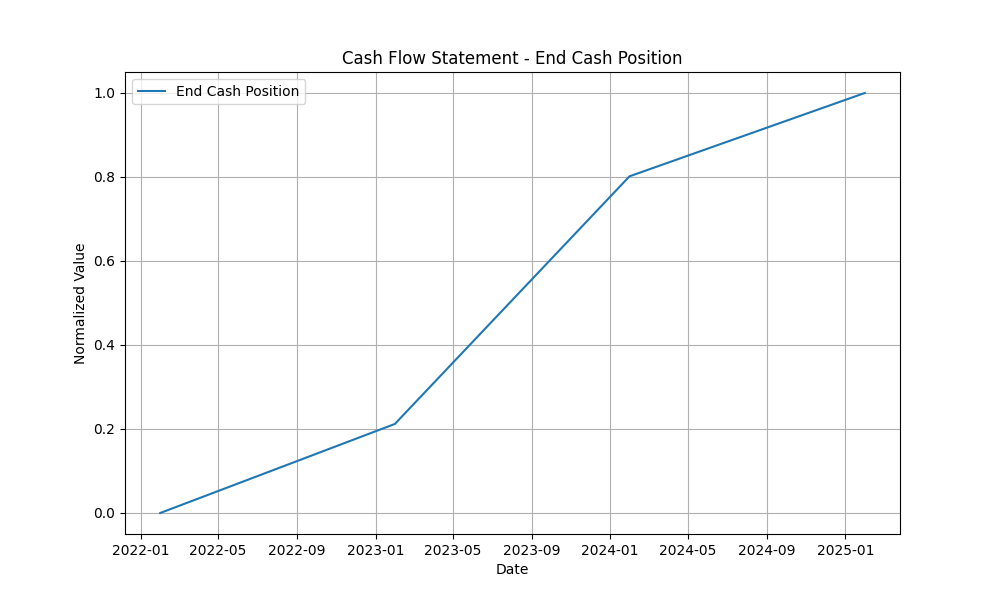 Cash Flow Statement - End Cash Position
End Cash Position
Normalized Value
1.0
0.8
0.6
0.4
0.2
0.0
2022-01 2022-05 2022-09 2023-01 2023-05 2023-09 2024-01 2024-05 2024-09 2025-01
Date